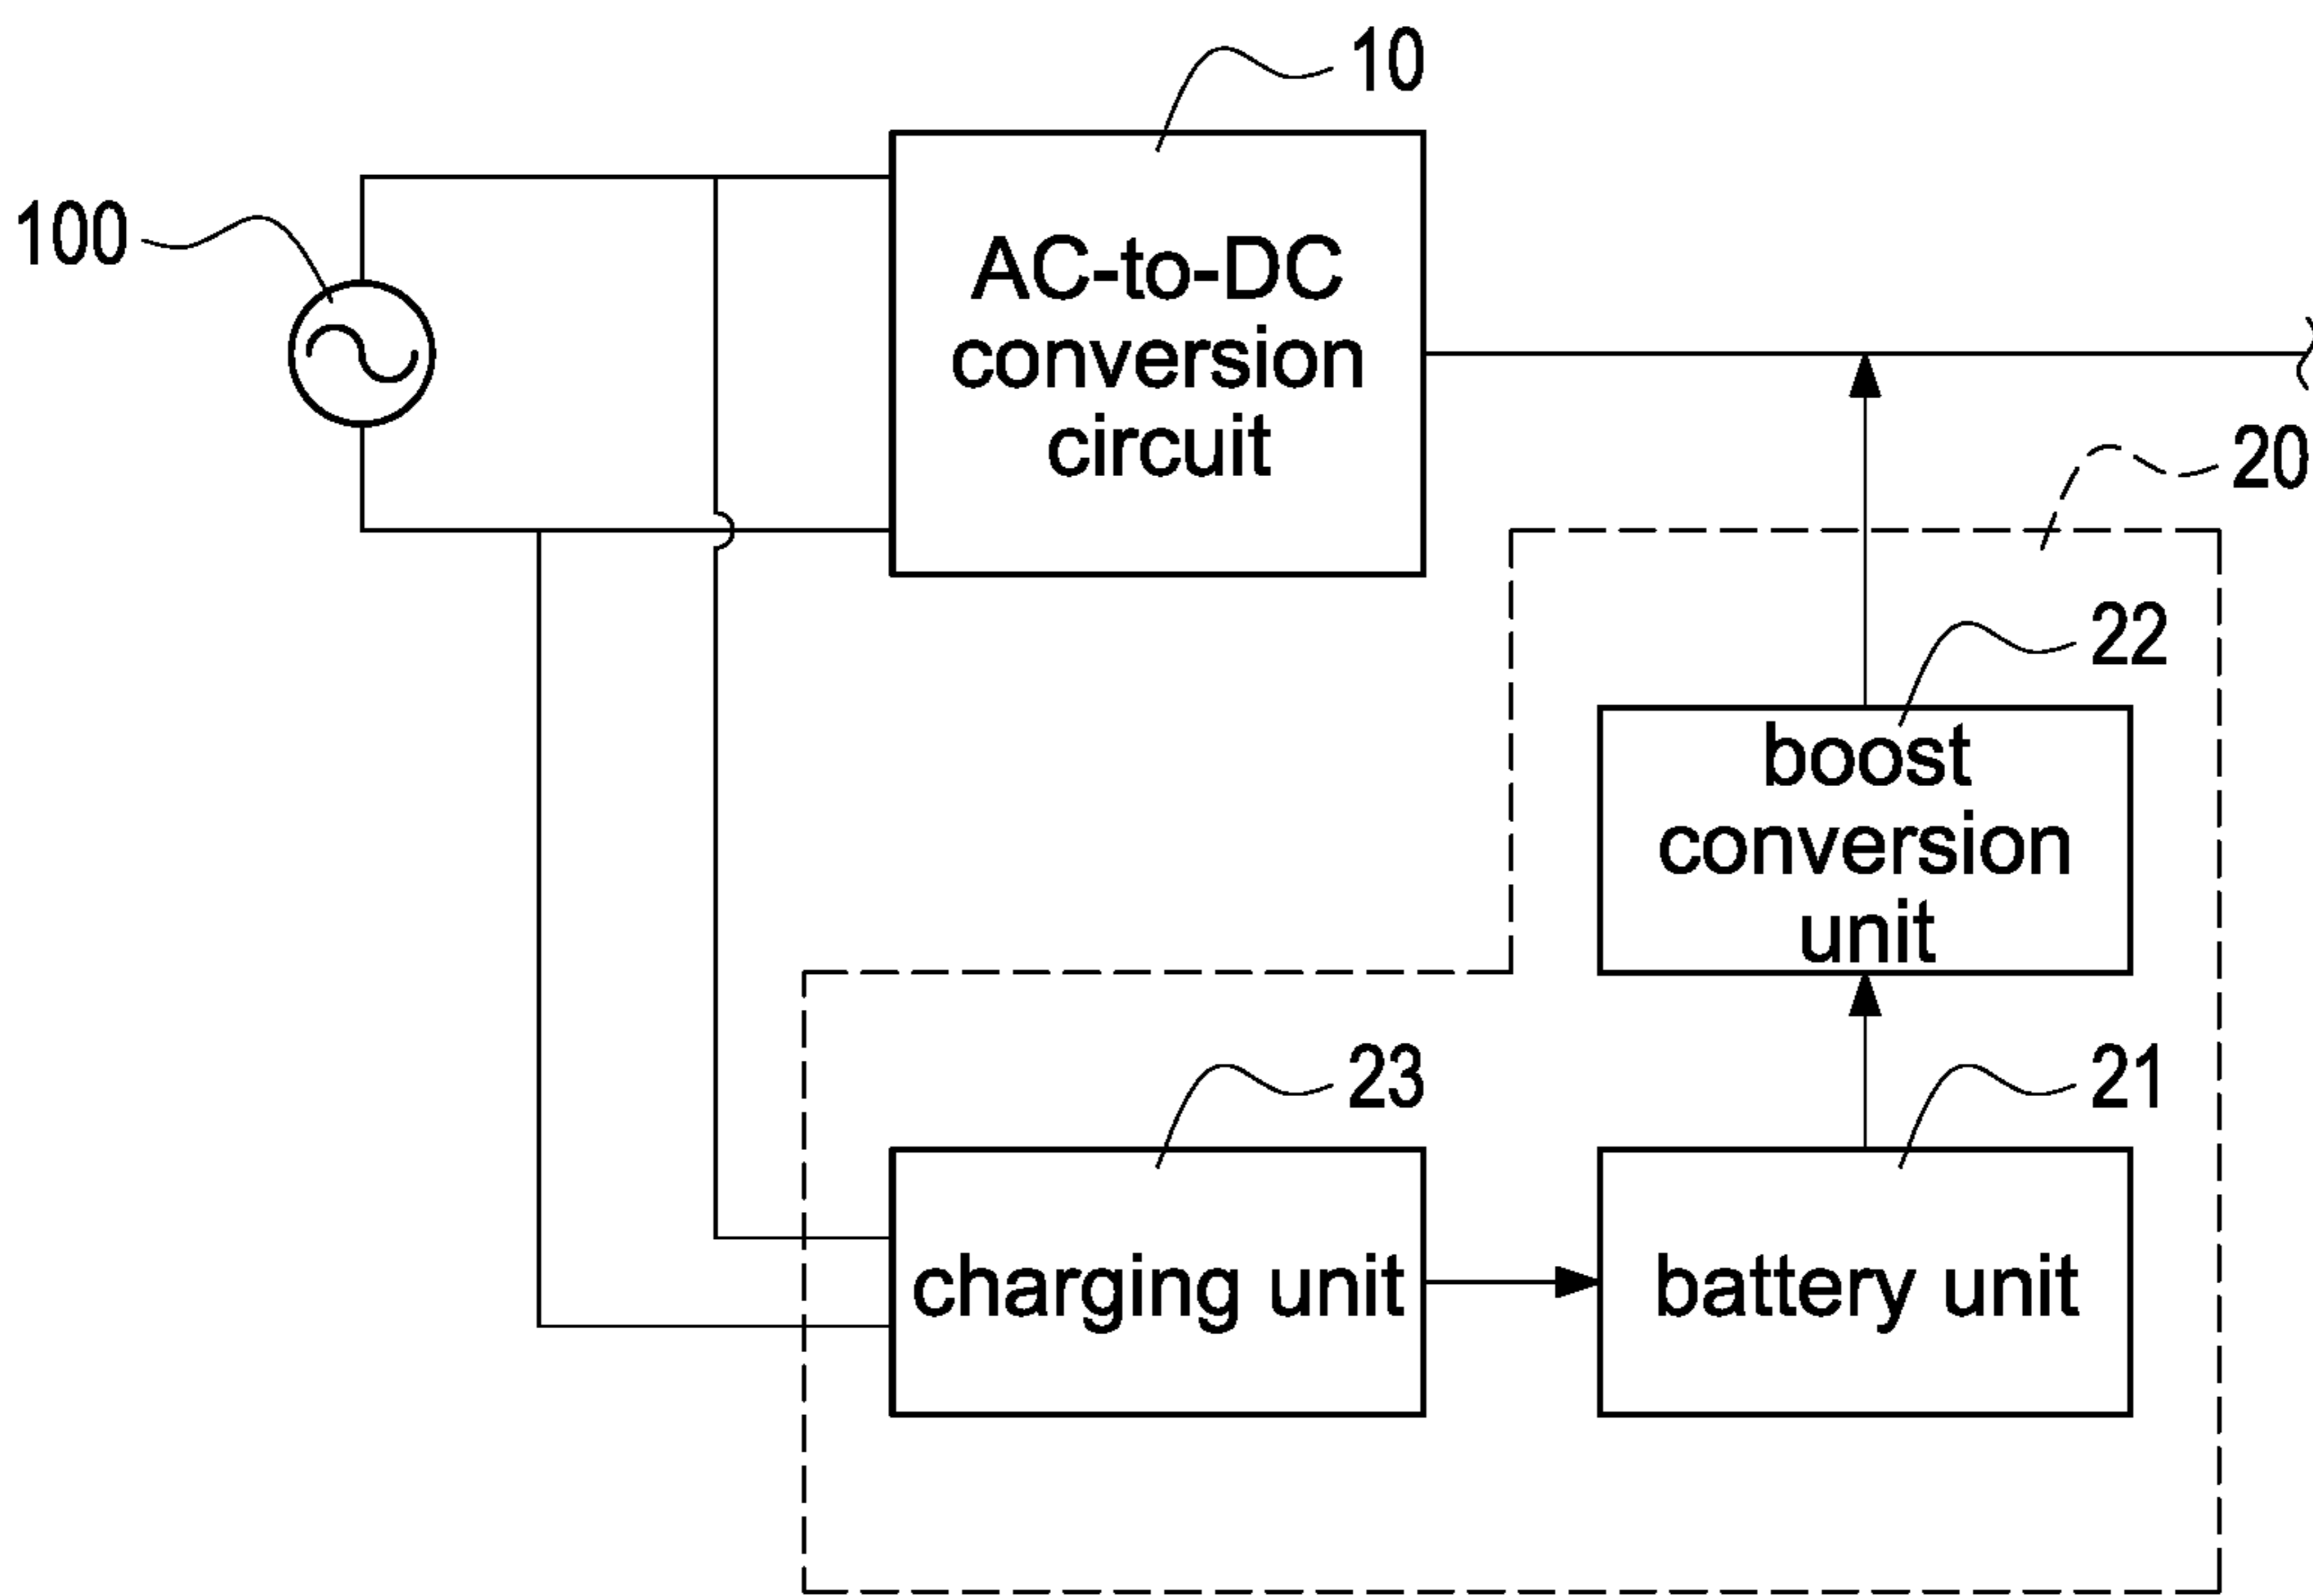 10
100
AC-to-DC
conversion
circuit
20
22
boost
conversion
unit
23
21
charging unit
battery unit